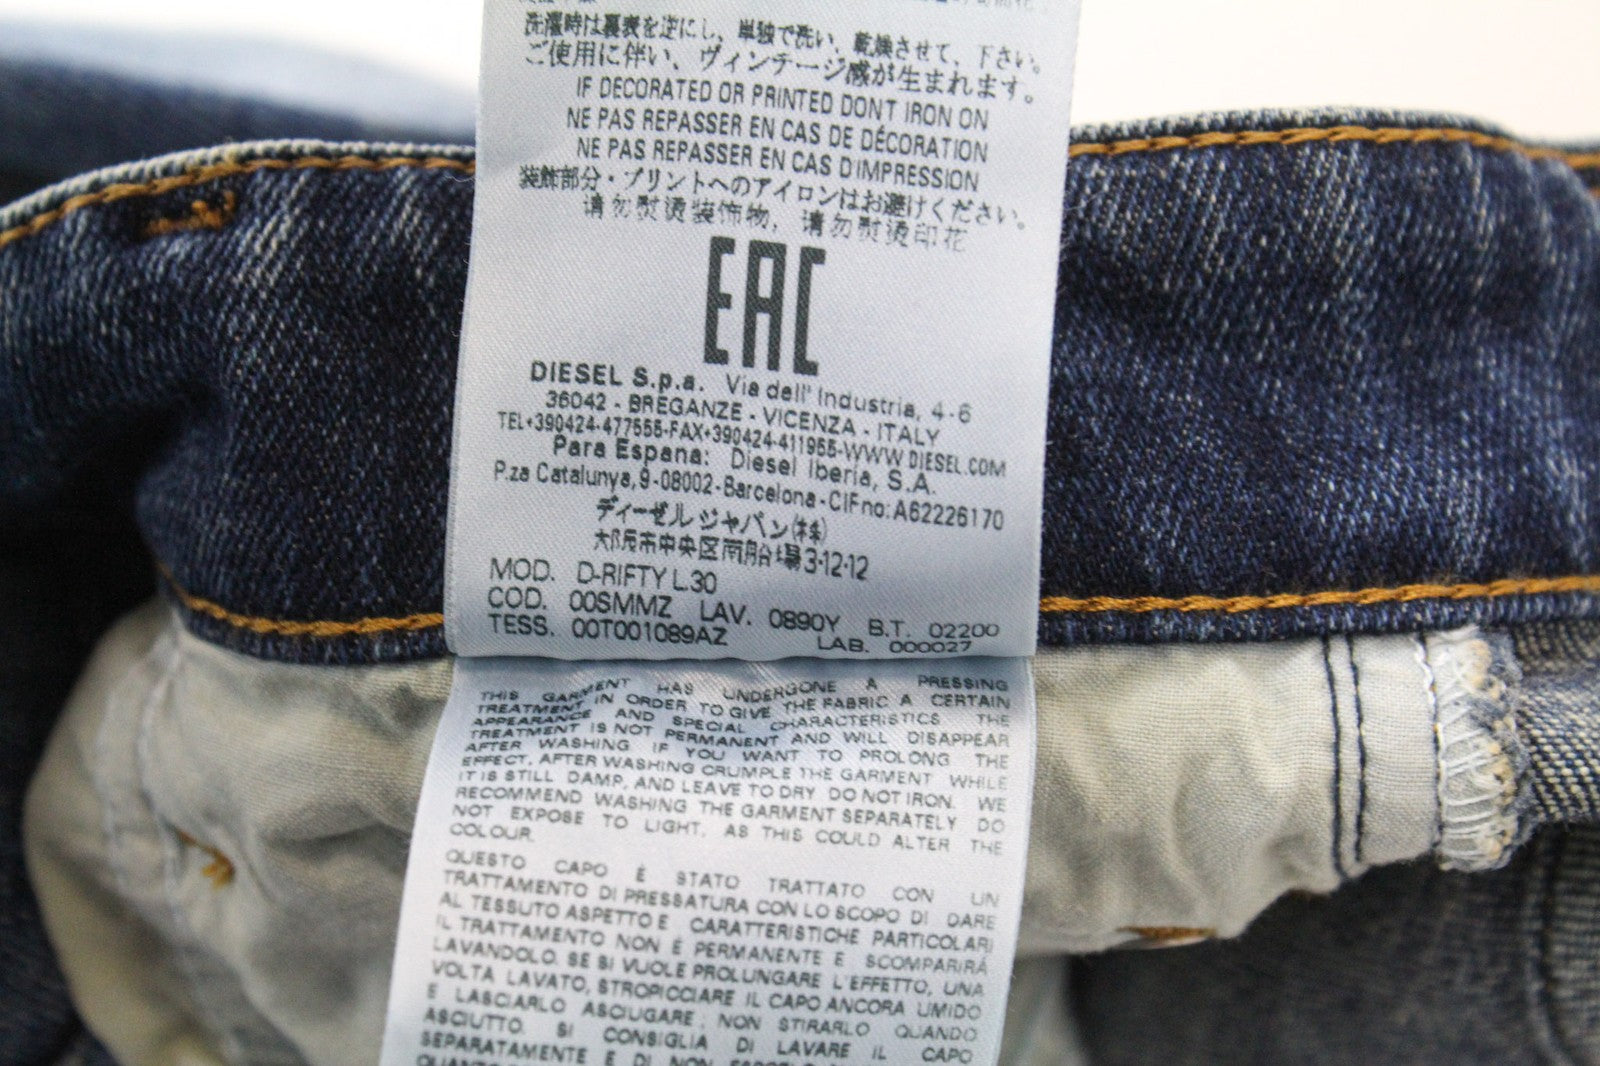 洗濯時は裏表を逆にし、単独で洗い、乾燥させて、下さい。
ご使用に伴い、ヴィンテージ感が生まれます。
IF DECORATED OR PRINTED DONT IRON ON
NE PAS REPASSER EN CAS DE DÉCORATION
NE PAS REPASSER EN CAS D'IMPRESSION
装飾部分・プリントへのアイロンはお避けください。
请勿熨烫装饰物，请勿熨烫印花
EAC
DIESEL S.p.a. Via dell' Industria, 4-6
36042 - BREGANZE - VICENZA - ITALY
TEL+390424-477555-FAX+390424-411955-WWW.DIESEL.COM
Para Espana: Diesel Iberia, S.A.
P.za Catalunya,9-08002-Barcelona-CIFno:A62226170
ディーゼルジャパン(株)
大阪市中央区南船場3-12-12
MOD. D-RIFTY L.30
COD. 00SMMZ LAV. 0890Y B.T. 02200
TESS. 00T001089AZ LAB. 000027
THIS GARMENT HAS UNDERGONE A PRESSING
TREATMENT IN ORDER TO GIVE THE FABRIC A CERTAIN
APPEARANCE AND SPECIAL CHARACTERISTICS THE
TREATMENT IS NOT PERMANENT AND WILL DISAPPEAR
AFTER WASHING IF YOU WANT TO PROLONG THE
EFFECT, AFTER WASHING CRUMPLE THE GARMENT WHILE
IT IS STILL DAMP, AND LEAVE TO DRY DO NOT IRON. WE
RECOMMEND WASHING THE GARMENT SEPARATELY DO
NOT EXPOSE TO LIGHT, AS THIS COULD ALTER THE
COLOUR.
QUESTO CAPO È STATO TRATTATO CON UN
TRATTAMENTO DI PRESSATURA CON LO SCOPO DI DARE
AL TESSUTO ASPETTO E CARATTERISTICHE PARTICOLARI
IL TRATTAMENTO NON È PERMANENTE E SCOMPARIRÁ
LAVANDOLO. SE SI VUOLE PROLUNGARE L'EFFETTO, UNA
VOLTA LAVATO, STROPICCIARE IL CAPO ANCORA UMIDO
E LASCIARLO ASCIUGARE, NON STIRARLO QUANDO
ASCIUTTO. SI CONSIGLIA DI LAVARE IL CAPO
SEPARATAMENTE E DI NON